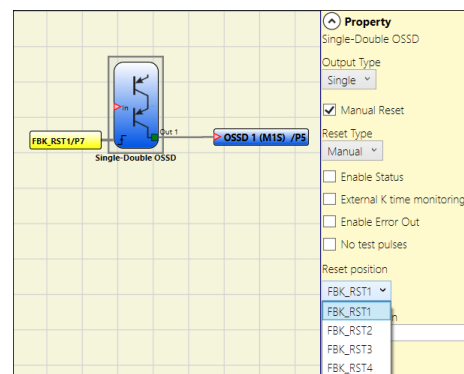 In
FBK_RST1/P7
Out 1
OSSD 1 (M1S) /P5
Single-Double OSSD
Property
Single-Double OSSD
Output Type
Single
Manual Reset
Reset Type
Manual
Enable Status
External K time monitoring
Enable Error Out
No test pulses
Reset position
FBK_RST1
FBK_RST1
FBK_RST2
FBK_RST3
FBK_RST4